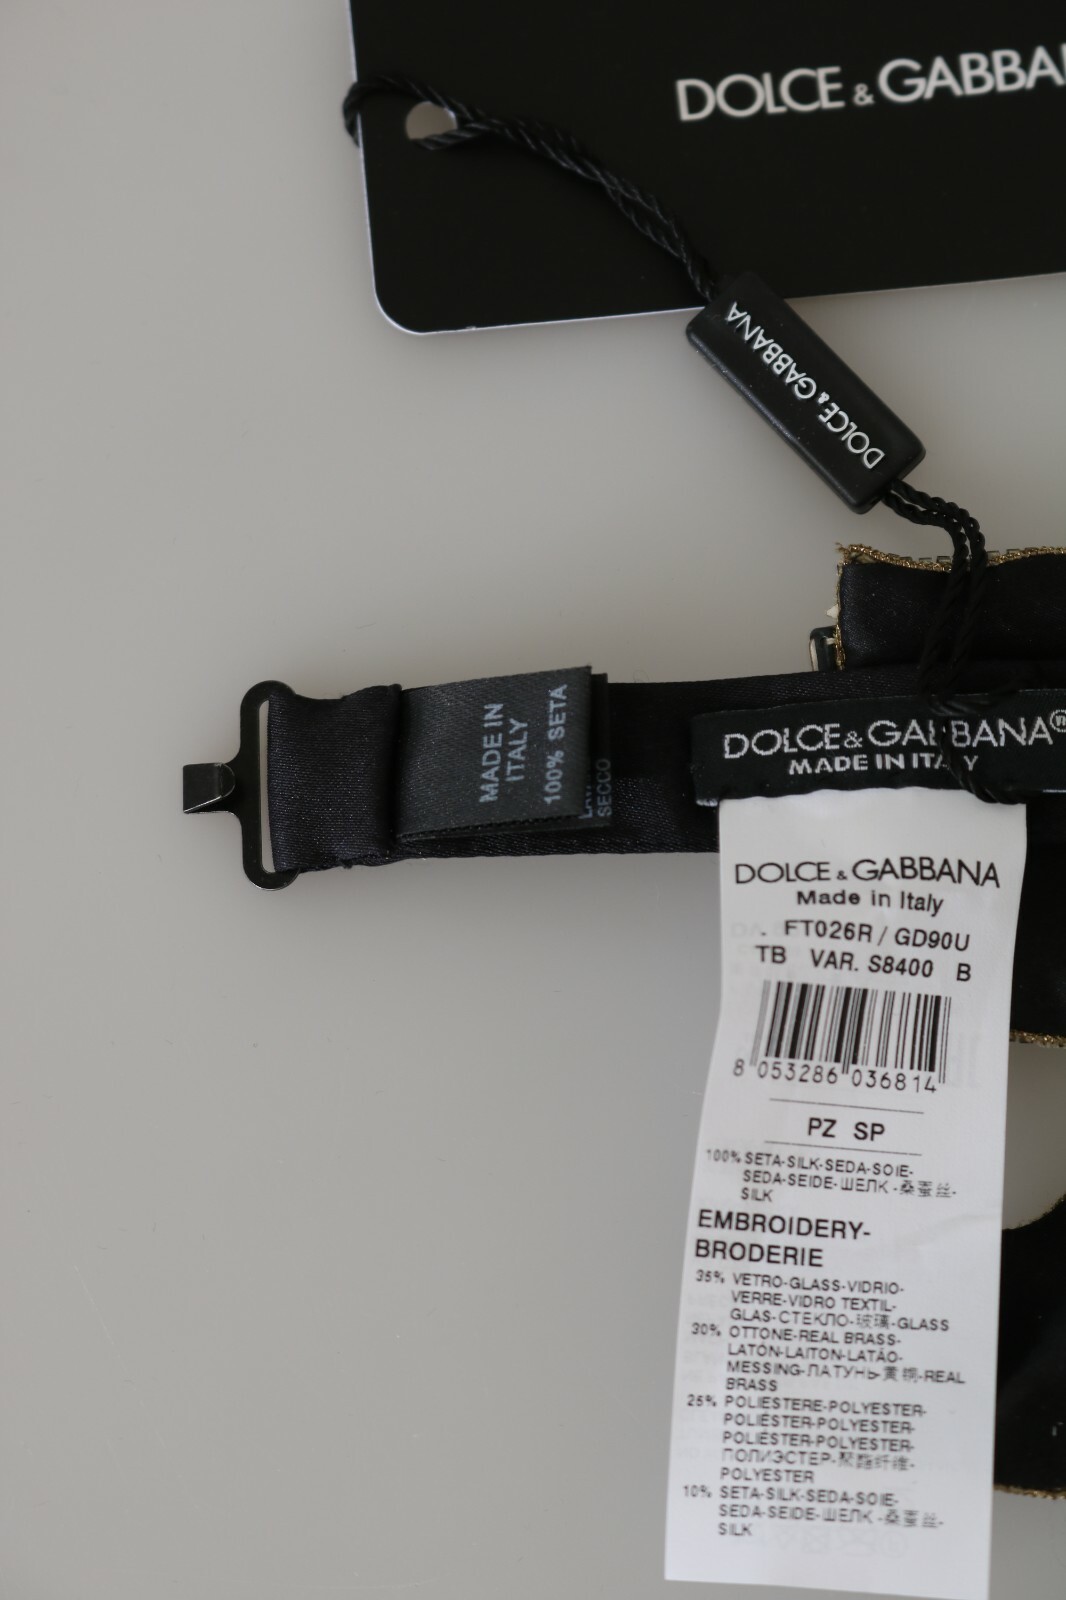 DOLCE & GABBA
DOLCE & GABBANA
MADE IN
ITALY
100% SETA
SECCO
DOLCE & GABBANA
MADE IN ITALY
DOLCE & GABBANA
Made in Italy
. FT026R / GD90U
TB VAR. S8400 B
8 053286 036814
PZ SP
100% SETA-SILK-SEDA-SOIE-
SEDA-SEIDE-ШЕЛК-桑蚕丝-
SILK
EMBROIDERY-
BRODERIE
35% VETRO-GLASS-VIDRIO-
VERRE-VIDRO TEXTIL-
GLAS-СТЕКЛО-玻璃-GLASS
30% OTTONE-REAL BRASS-
LATÓN-LAITON-LATÃO-
MESSING-ЛАТУНЬ-黄铜-REAL
BRASS
25% POLIESTERE-POLYESTER-
POLIÉSTER-POLYESTER-
POLIÉSTER-POLYESTER-
ПОЛИЭСТЕР-聚酯纤维-
POLYESTER
10% SETA-SILK-SEDA-SOIE-
SEDA-SEIDE-ШЕЛК-桑蚕丝-
SILK